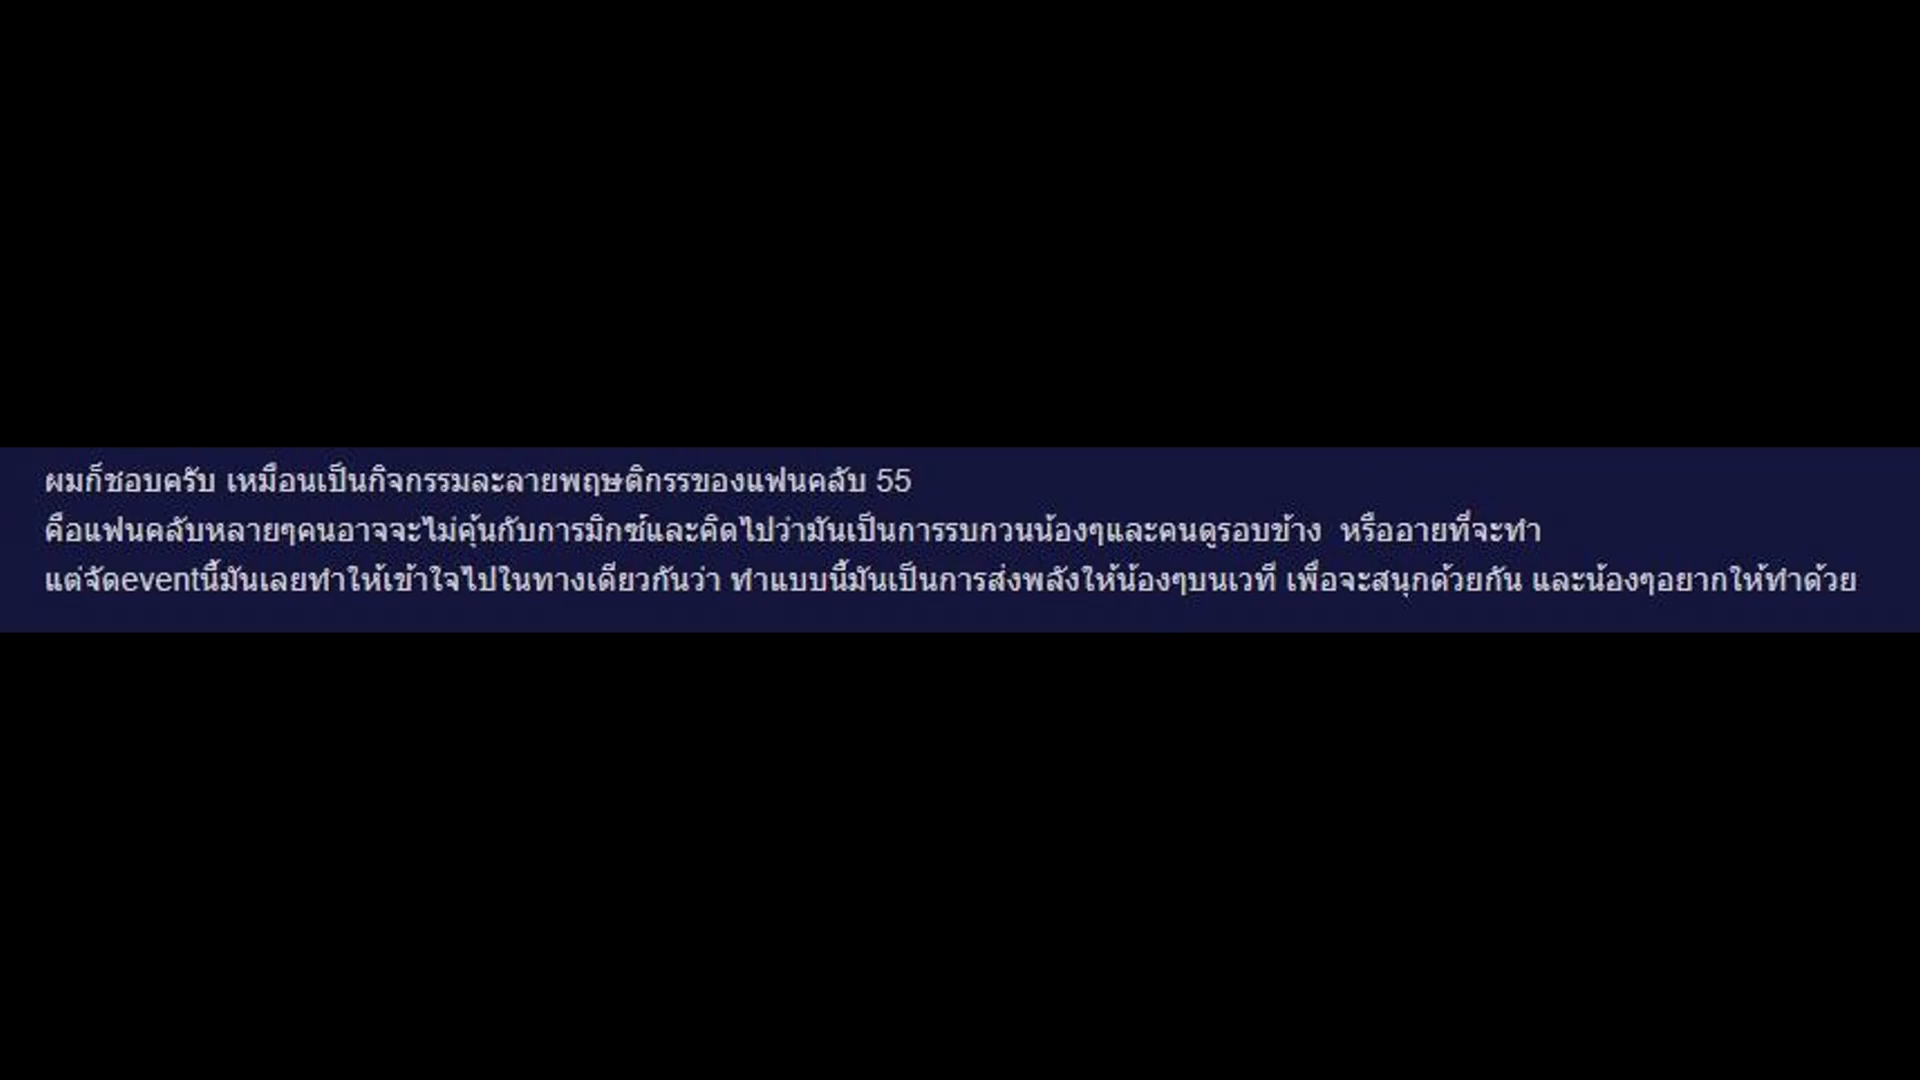 ผมก็ชอบครับ เหมือนเป็นกิจกรรมละลายพฤษติกรรของแฟนคลับ 55
คือแฟนคลับหลายๆคนอาจจะไม่คุ้นกับการมิกซ์และคิดไปว่ามันเป็นการรบกวนน้องๆและคนดูรอบข้าง  หรืออายที่จะทำ
แต่จัดeventนี้มันเลยทำให้เข้าใจไปในทางเดียวกันว่า ทำแบบนี้มันเป็นการส่งพลังให้น้องๆบนเวที เพื่อจะสนุกด้วยกัน และน้องๆอยากให้ทำด้วย